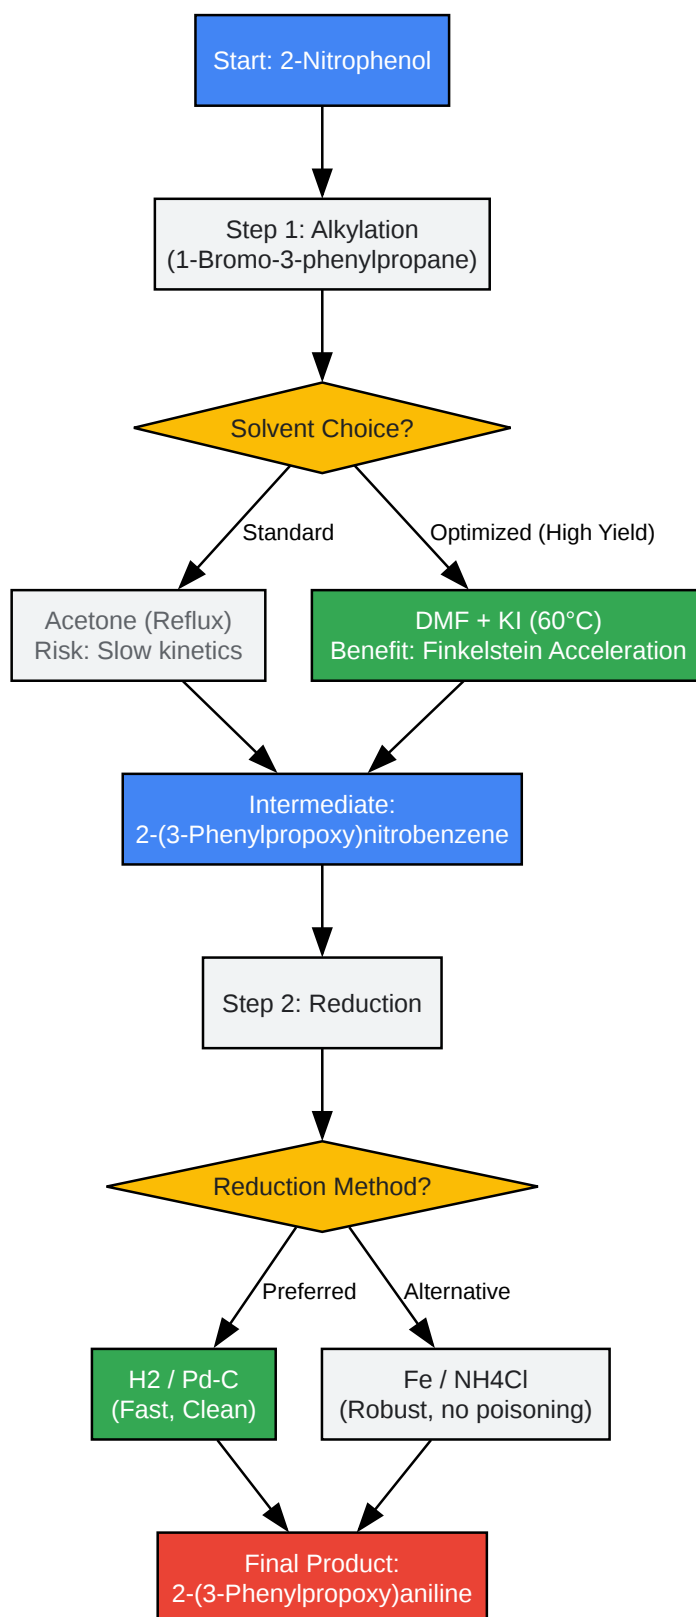 Start: 2-Nitrophenol
Step 1: Alkylation
(1-Bromo-3-phenylpropane)
Solvent Choice?
Standard
Optimized (High Yield)
Acetone (Reflux)
Risk: Slow kinetics
DMF + KI (60°C)
Benefit: Finkelstein Acceleration
Intermediate:
2-(3-Phenylpropoxy)nitrobenzene
Step 2: Reduction
Reduction Method?
Preferred
Alternative
H2 / Pd-C
(Fast, Clean)
Fe / NH4Cl
(Robust, no poisoning)
Final Product:
2-(3-Phenylpropoxy)aniline